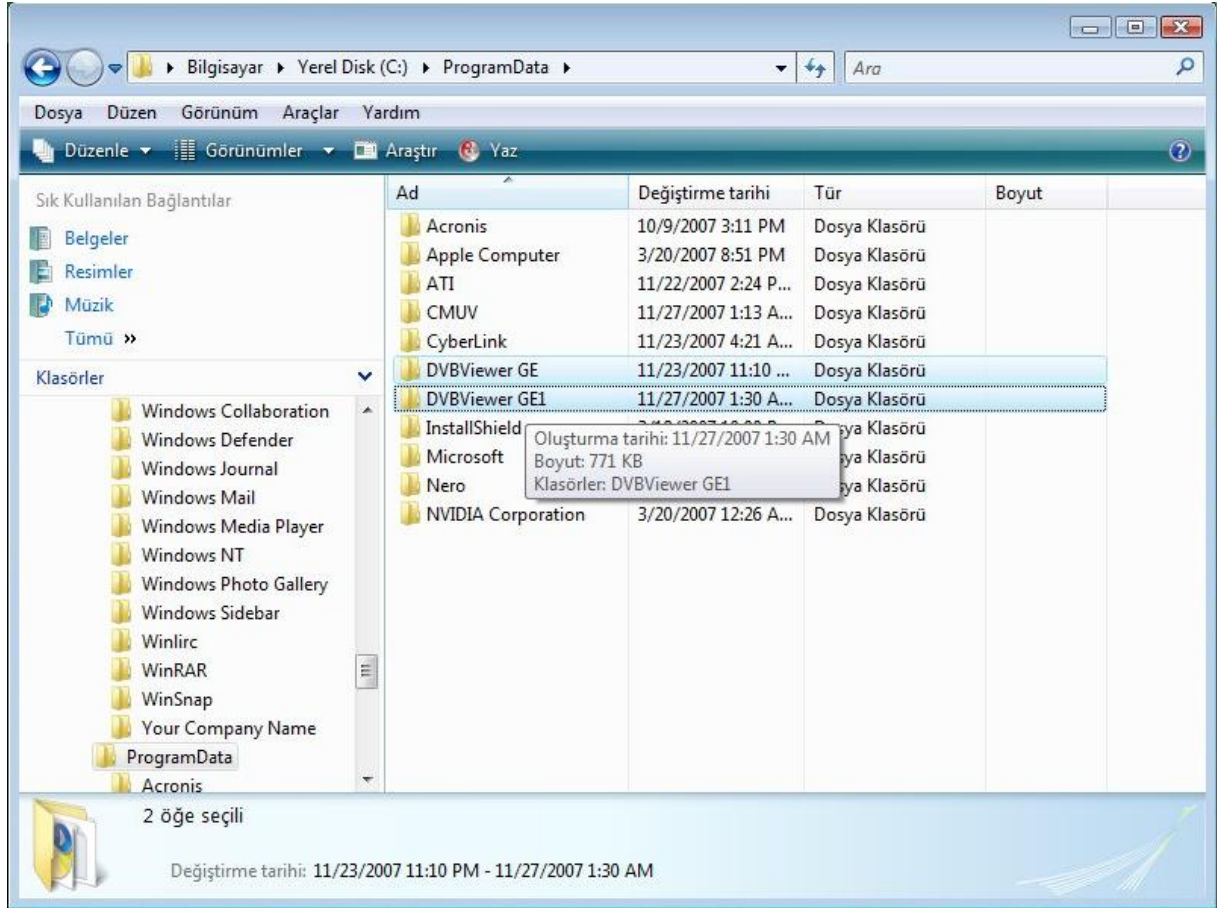 Bilgisayar ▸ Yerel Disk (C:) ▸ ProgramData ▸
Ara
Dosya Düzen Görünüm Araçlar Yardım
Düzenle Görünümler Araştır Yaz
Sık Kullanılan Bağlantılar
Belgeler
Resimler
Müzik
Tümü »
Klasörler
Windows Collaboration
Windows Defender
Windows Journal
Windows Mail
Windows Media Player
Windows NT
Windows Photo Gallery
Windows Sidebar
Winlirc
WinRAR
WinSnap
Your Company Name
ProgramData
Acronis
Ad Değiştirme tarihi Tür Boyut
Acronis 10/9/2007 3:11 PM Dosya Klasörü
Apple Computer 3/20/2007 8:51 PM Dosya Klasörü
ATI 11/22/2007 2:24 P... Dosya Klasörü
CMUV 11/27/2007 1:13 A... Dosya Klasörü
CyberLink 11/23/2007 4:21 A... Dosya Klasörü
DVBViewer GE 11/23/2007 11:10 ... Dosya Klasörü
DVBViewer GE1 11/27/2007 1:30 A... Dosya Klasörü
InstallShield Klasörü
Microsoft Klasörü
Nero Klasörü
NVIDIA Corporation 3/20/2007 12:26 A... Dosya Klasörü
Oluşturma tarihi: 11/27/2007 1:30 AM
Boyut: 771 KB
Klasörler: DVBViewer GE1
2 öğe seçili
Değiştirme tarihi: 11/23/2007 11:10 PM - 11/27/2007 1:30 AM